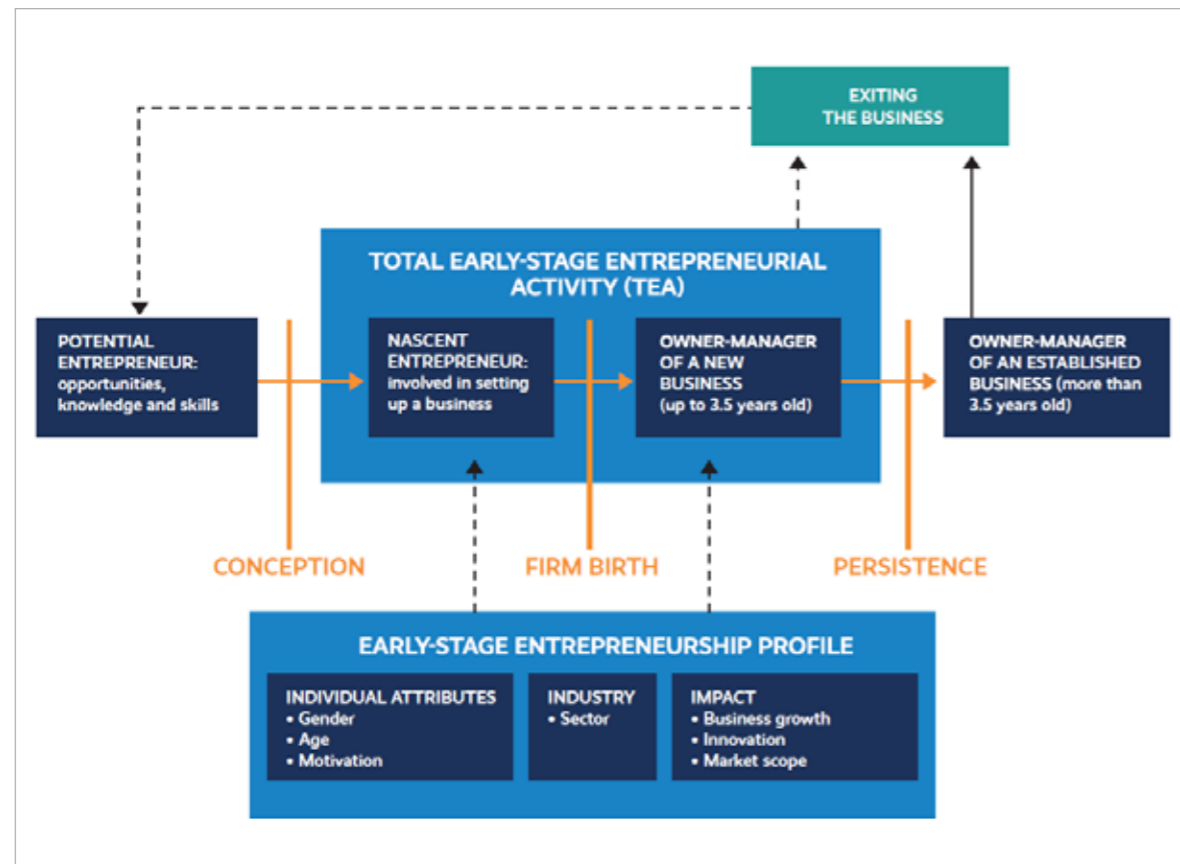 EXITING
THE BUSINESS
TOTAL EARLY-STAGE ENTREPRENEURIAL
ACTIVITY (TEA)
POTENTIAL
ENTREPRENEUR:
opportunities,
knowledge and skills
NASCENT
ENTREPRENEUR:
involved in setting
up a business
OWNER-MANAGER
OF A NEW
BUSINESS
(up to 3.5 years old)
OWNER-MANAGER
OF AN ESTABLISHED
BUSINESS (more than
3.5 years old)
CONCEPTION
FIRM BIRTH
PERSISTENCE
EARLY-STAGE ENTREPRENEURSHIP PROFILE
INDIVIDUAL ATTRIBUTES
• Gender
• Age
• Motivation
INDUSTRY
• Sector
IMPACT
• Business growth
• Innovation
• Market scope